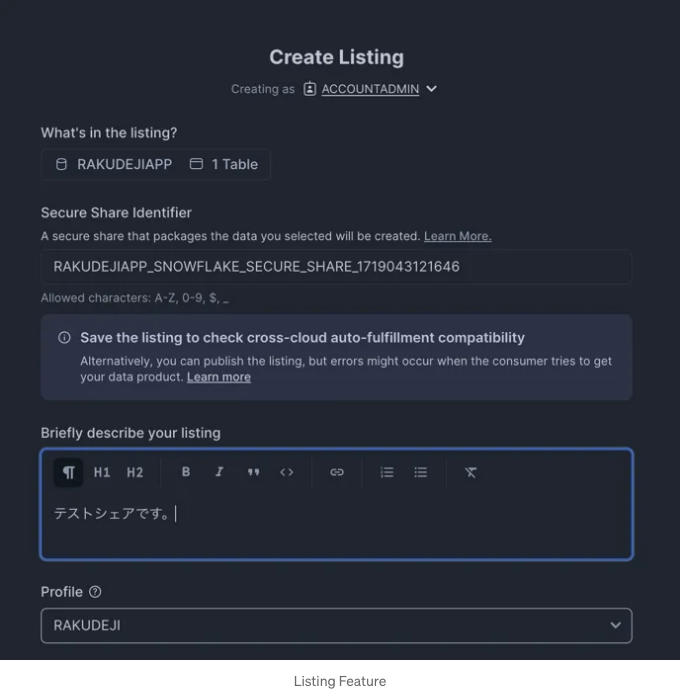 Create Listing
Creating as ACCOUNTADMIN
What's in the listing?
RAKUDEJIAPP 1 Table
Secure Share Identifier
A secure share that packages the data you selected will be created. Learn More.
RAKUDEJIAPP_SNOWFLAKE_SECURE_SHARE_1719043121646
Allowed characters: A-Z, 0-9, $, _
Save the listing to check cross-cloud auto-fulfillment compatibility
Alternatively, you can publish the listing, but errors might occur when the consumer tries to get
your data product. Learn more
Briefly describe your listing
¶ H1 H2 B I " <>
テストシェアです。
Profile ?
RAKUDEJI
Listing Feature